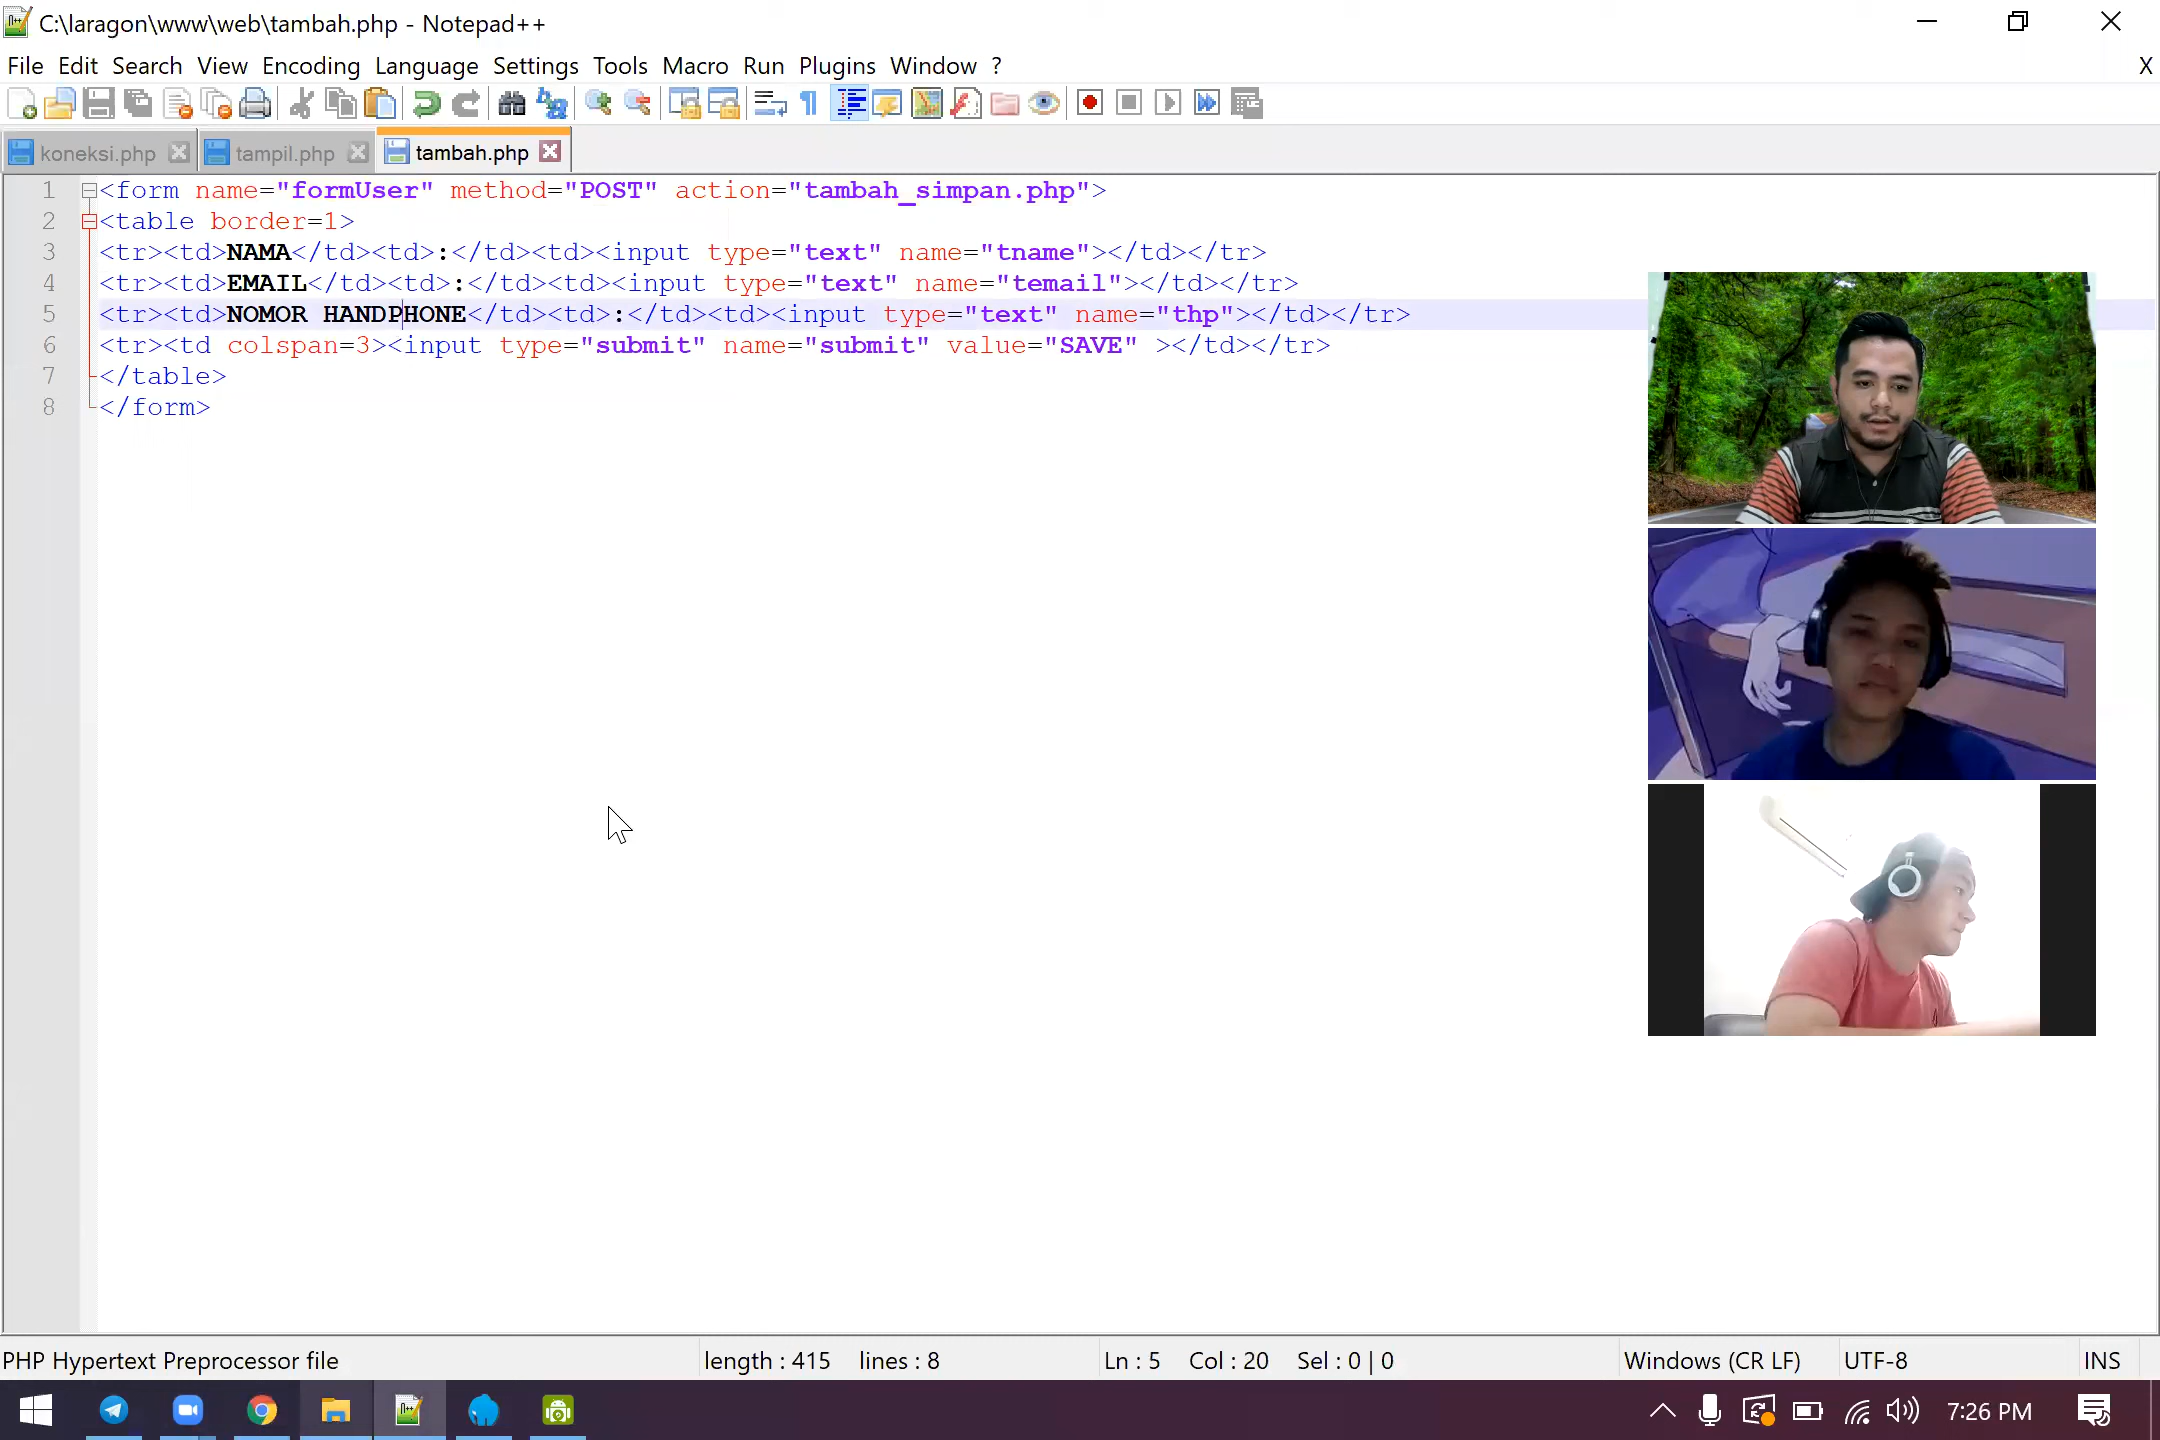 C:\laragon\www\web\tambah.php - Notepad++
File Edit Search View Encoding Language Settings Tools Macro Run Plugins Window ? X
koneksi.php tampil.php tambah.php
1 <form name="formUser" method="POST" action="tambah_simpan.php">
2 <table border=1>
3 <tr><td>NAMA</td><td>:</td><td><input type="text" name="tname"></td></tr>
4 <tr><td>EMAIL</td><td>:</td><td><input type="text" name="temail"></td></tr>
5 <tr><td>NOMOR HANDPHONE</td><td>:</td><td><input type="text" name="thp"></td></tr>
6 <tr><td colspan=3><input type="submit" name="submit" value="SAVE" ></td></tr>
7 </table>
8 </form>
PHP Hypertext Preprocessor file length : 415 lines : 8 Ln : 5 Col : 20 Sel : 0 | 0 Windows (CR LF) UTF-8 INS
7:26 PM